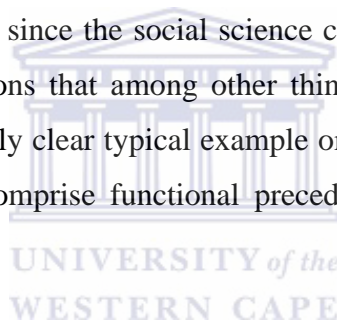 since the social science c
ons that among other thin
ly clear typical example or
omprise functional preced
UNIVERSITY of the
WESTERN CAPE